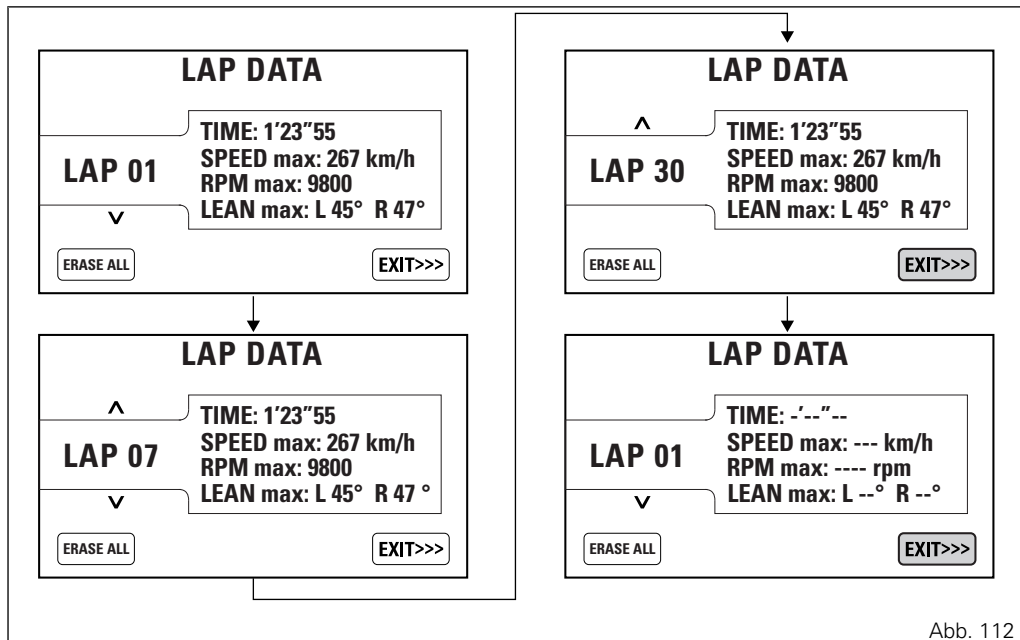 LAP DATA
TIME: 1'23"55
SPEED max: 267 km/h
LAP 01
RPM max: 9800
LEAN max: L 45° R 47°
ERASE ALL
EXIT>>>
LAP DATA
TIME: 1'23"55
SPEED max: 267 km/h
LAP 07
RPM max: 9800
LEAN max: L 45° R 47 °
ERASE ALL
EXIT>>>
LAP DATA
TIME: 1'23"55
SPEED max: 267 km/h
LAP 30
RPM max: 9800
LEAN max: L 45° R 47°
ERASE ALL
EXIT>>>
LAP DATA
TIME: -'--"--
SPEED max: --- km/h
LAP 01
RPM max: ---- rpm
LEAN max: L --° R --°
ERASE ALL
EXIT>>>
Abb. 112